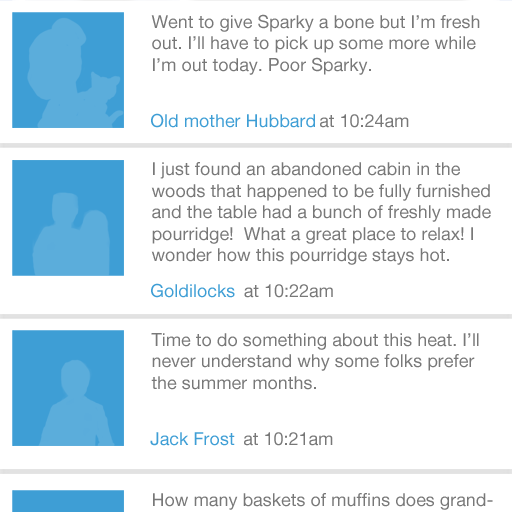 Went to give Sparky a bone but I’m fresh
out. I’ll have to pick up some more while
I’m out today. Poor Sparky.
Old mother Hubbard at 10:24am
I just found an abandoned cabin in the
woods that happened to be fully furnished
and the table had a bunch of freshly made
pourridge!  What a great place to relax! I
wonder how this pourridge stays hot.
Goldilocks at 10:22am
Time to do something about this heat. I’ll
never understand why some folks prefer
the summer months.
Jack Frost at 10:21am
How many baskets of muffins does grand-